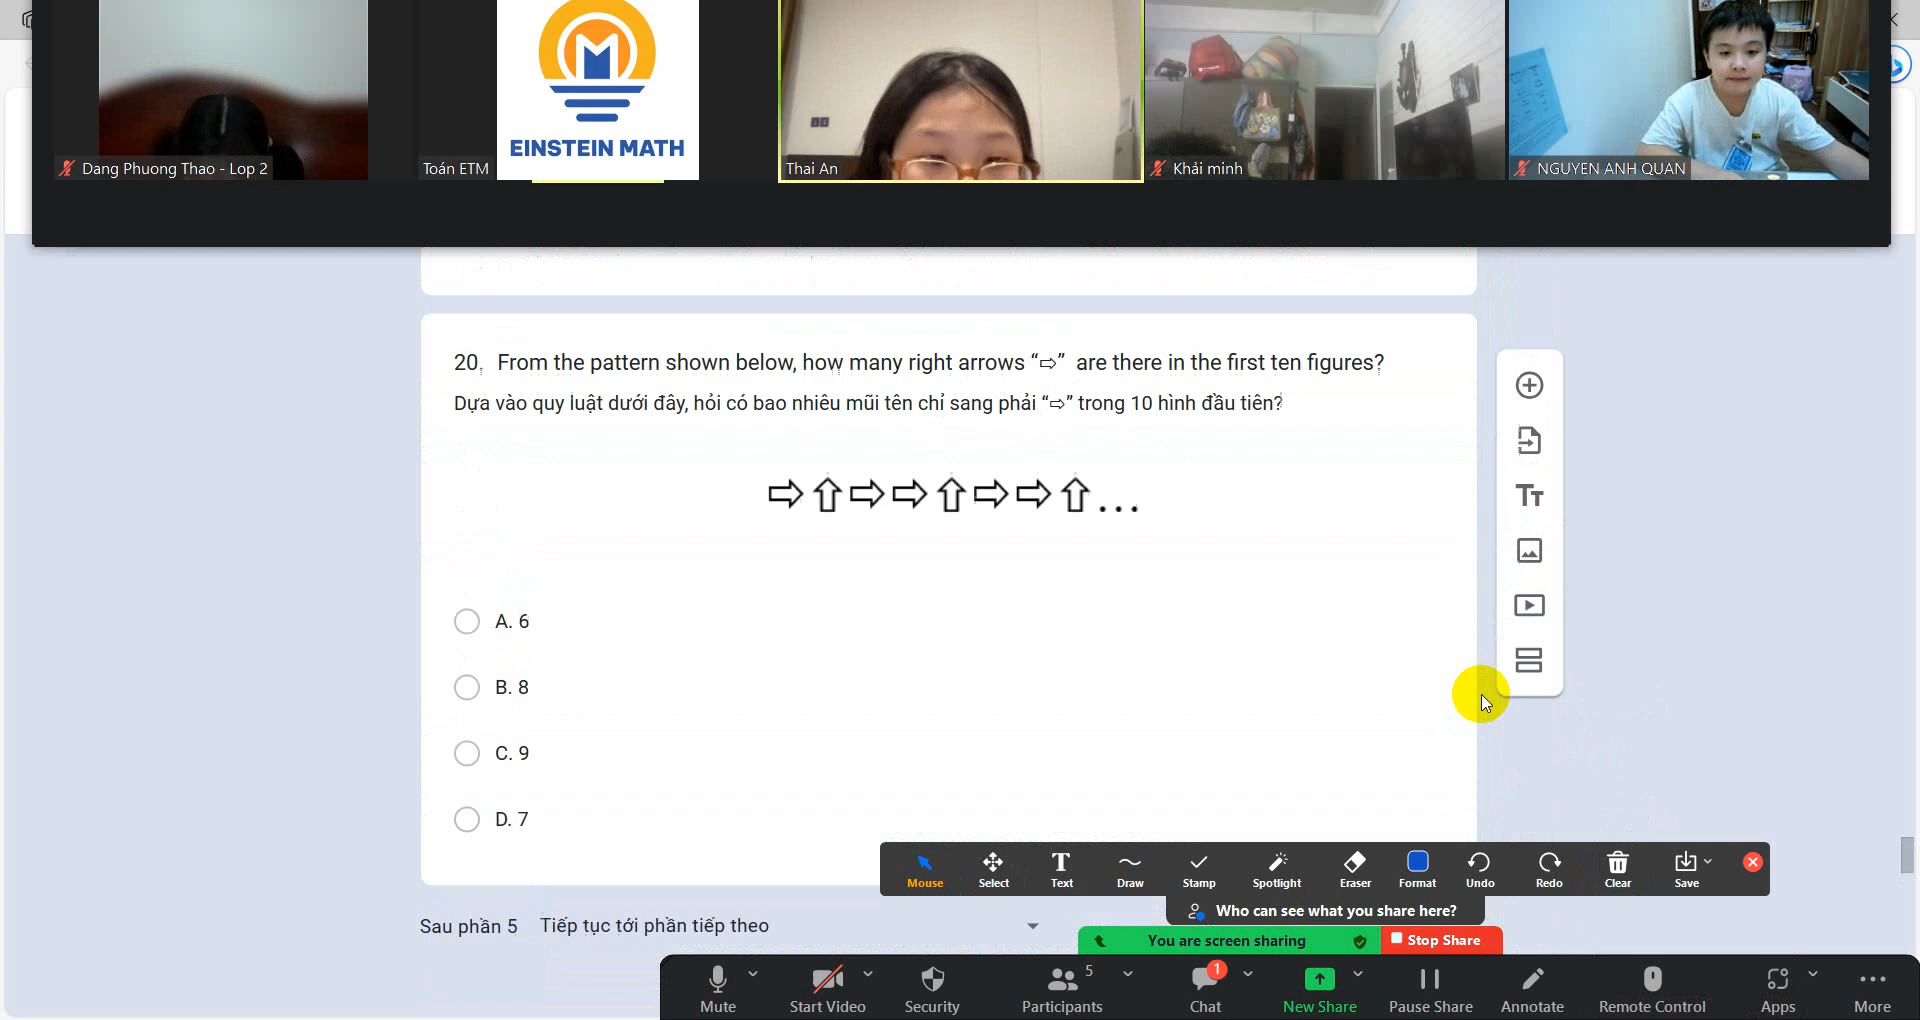 Dang Phuong Thao - Lop 2
Toán ETM
EINSTEIN MATH
Thai An
Khải minh
NGUYEN ANH QUAN
20. From the pattern shown below, how many right arrows “⇨” are there in the first ten figures?
Dựa vào quy luật dưới đây, hỏi có bao nhiêu mũi tên chỉ sang phải “⇨” trong 10 hình đầu tiên?
⇨⇧⇨⇨⇧⇨⇨⇧...
A. 6
B. 8
C. 9
D. 7
Mouse
Select
Text
Draw
Stamp
Spotlight
Eraser
Format
Undo
Redo
Clear
Save
Who can see what you share here?
Sau phần 5 Tiếp tục tới phần tiếp theo
You are screen sharing
Stop Share
Mute
Start Video
Security
Participants 5
Chat 1
New Share
Pause Share
Annotate
Remote Control
Apps
More